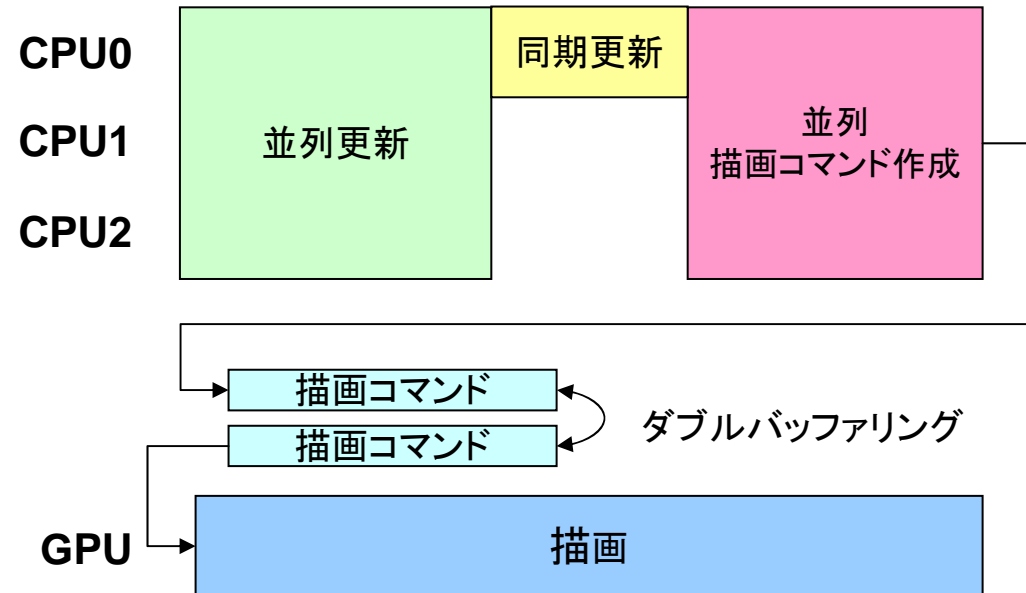 CPU0
同期更新
CPU1
並列更新
並列
描画コマンド作成
CPU2
描画コマンド
描画コマンド
ダブルバッファリング
GPU
描画